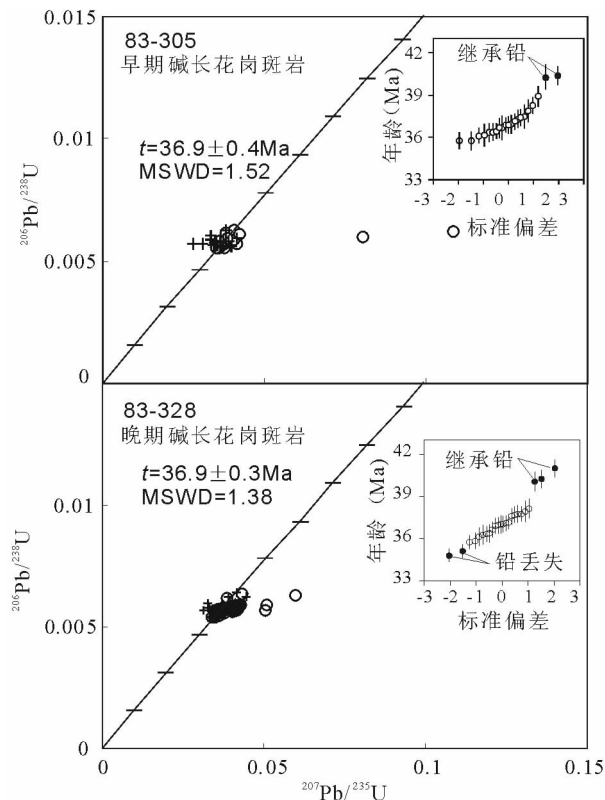 0.015
83-305
早期碱长花岗斑岩
t=36.9±0.4Ma
MSWD=1.52
0.01
0.005
0
²⁰⁶Pb/²³⁸U
42
39
36
33
年龄(Ma)
继承铅
-3 -2 -1 0 1 2 3
标准偏差
83-328
晚期碱长花岗斑岩
t=36.9±0.3Ma
MSWD=1.38
0.01
0.005
0
²⁰⁶Pb/²³⁸U
42
39
36
33
年龄 (Ma)
继承铅
铅丢失
-2 -1 0 1 2 3
标准偏差
0.05 0.1 0.15
²⁰⁷Pb/²³⁵U